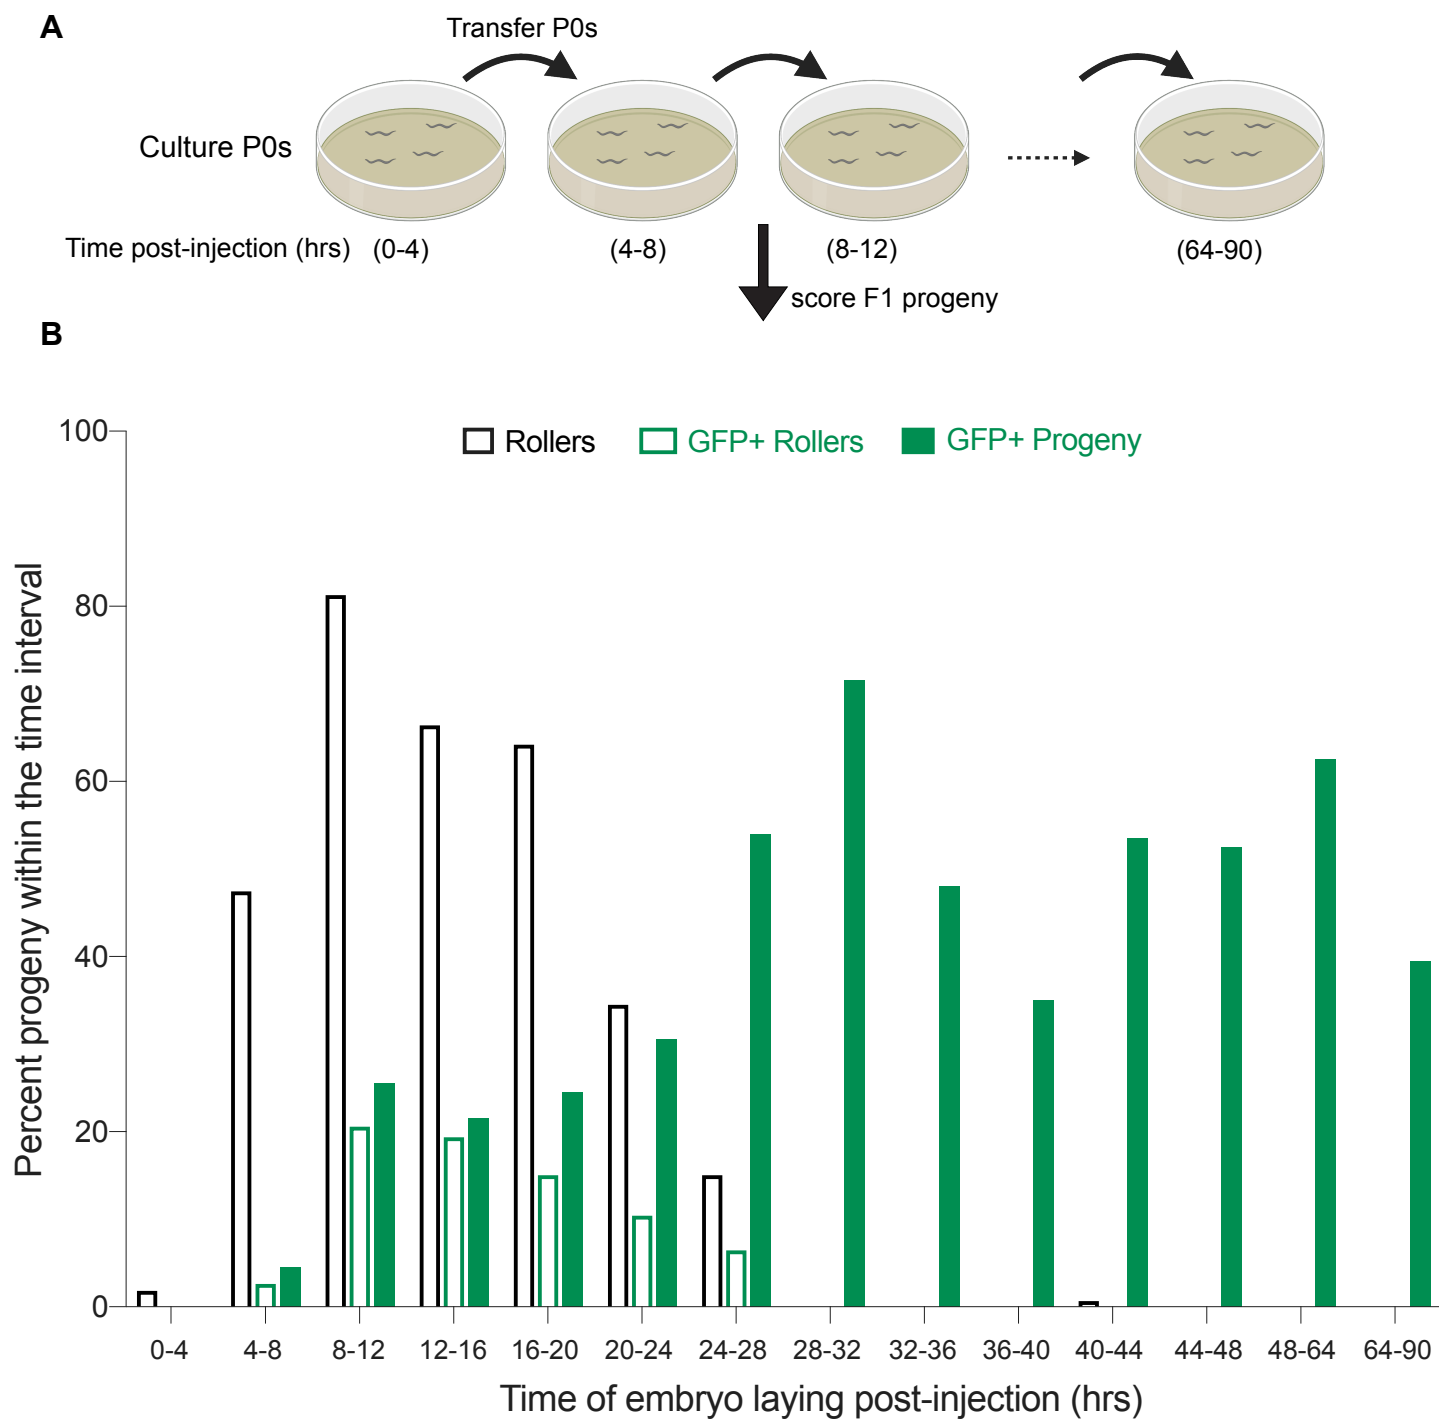 A
Transfer P0s
Culture P0s
Time post-injection (hrs) (0-4) (4-8) (8-12) (64-90)
score F1 progeny
B
Rollers GFP+ Rollers GFP+ Progeny
Percent progeny within the time interval
100
80
60
40
20
0
0-4 4-8 8-12 12-16 16-20 20-24 24-28 28-32 32-36 36-40 40-44 44-48 48-64 64-90
Time of embryo laying post-injection (hrs)